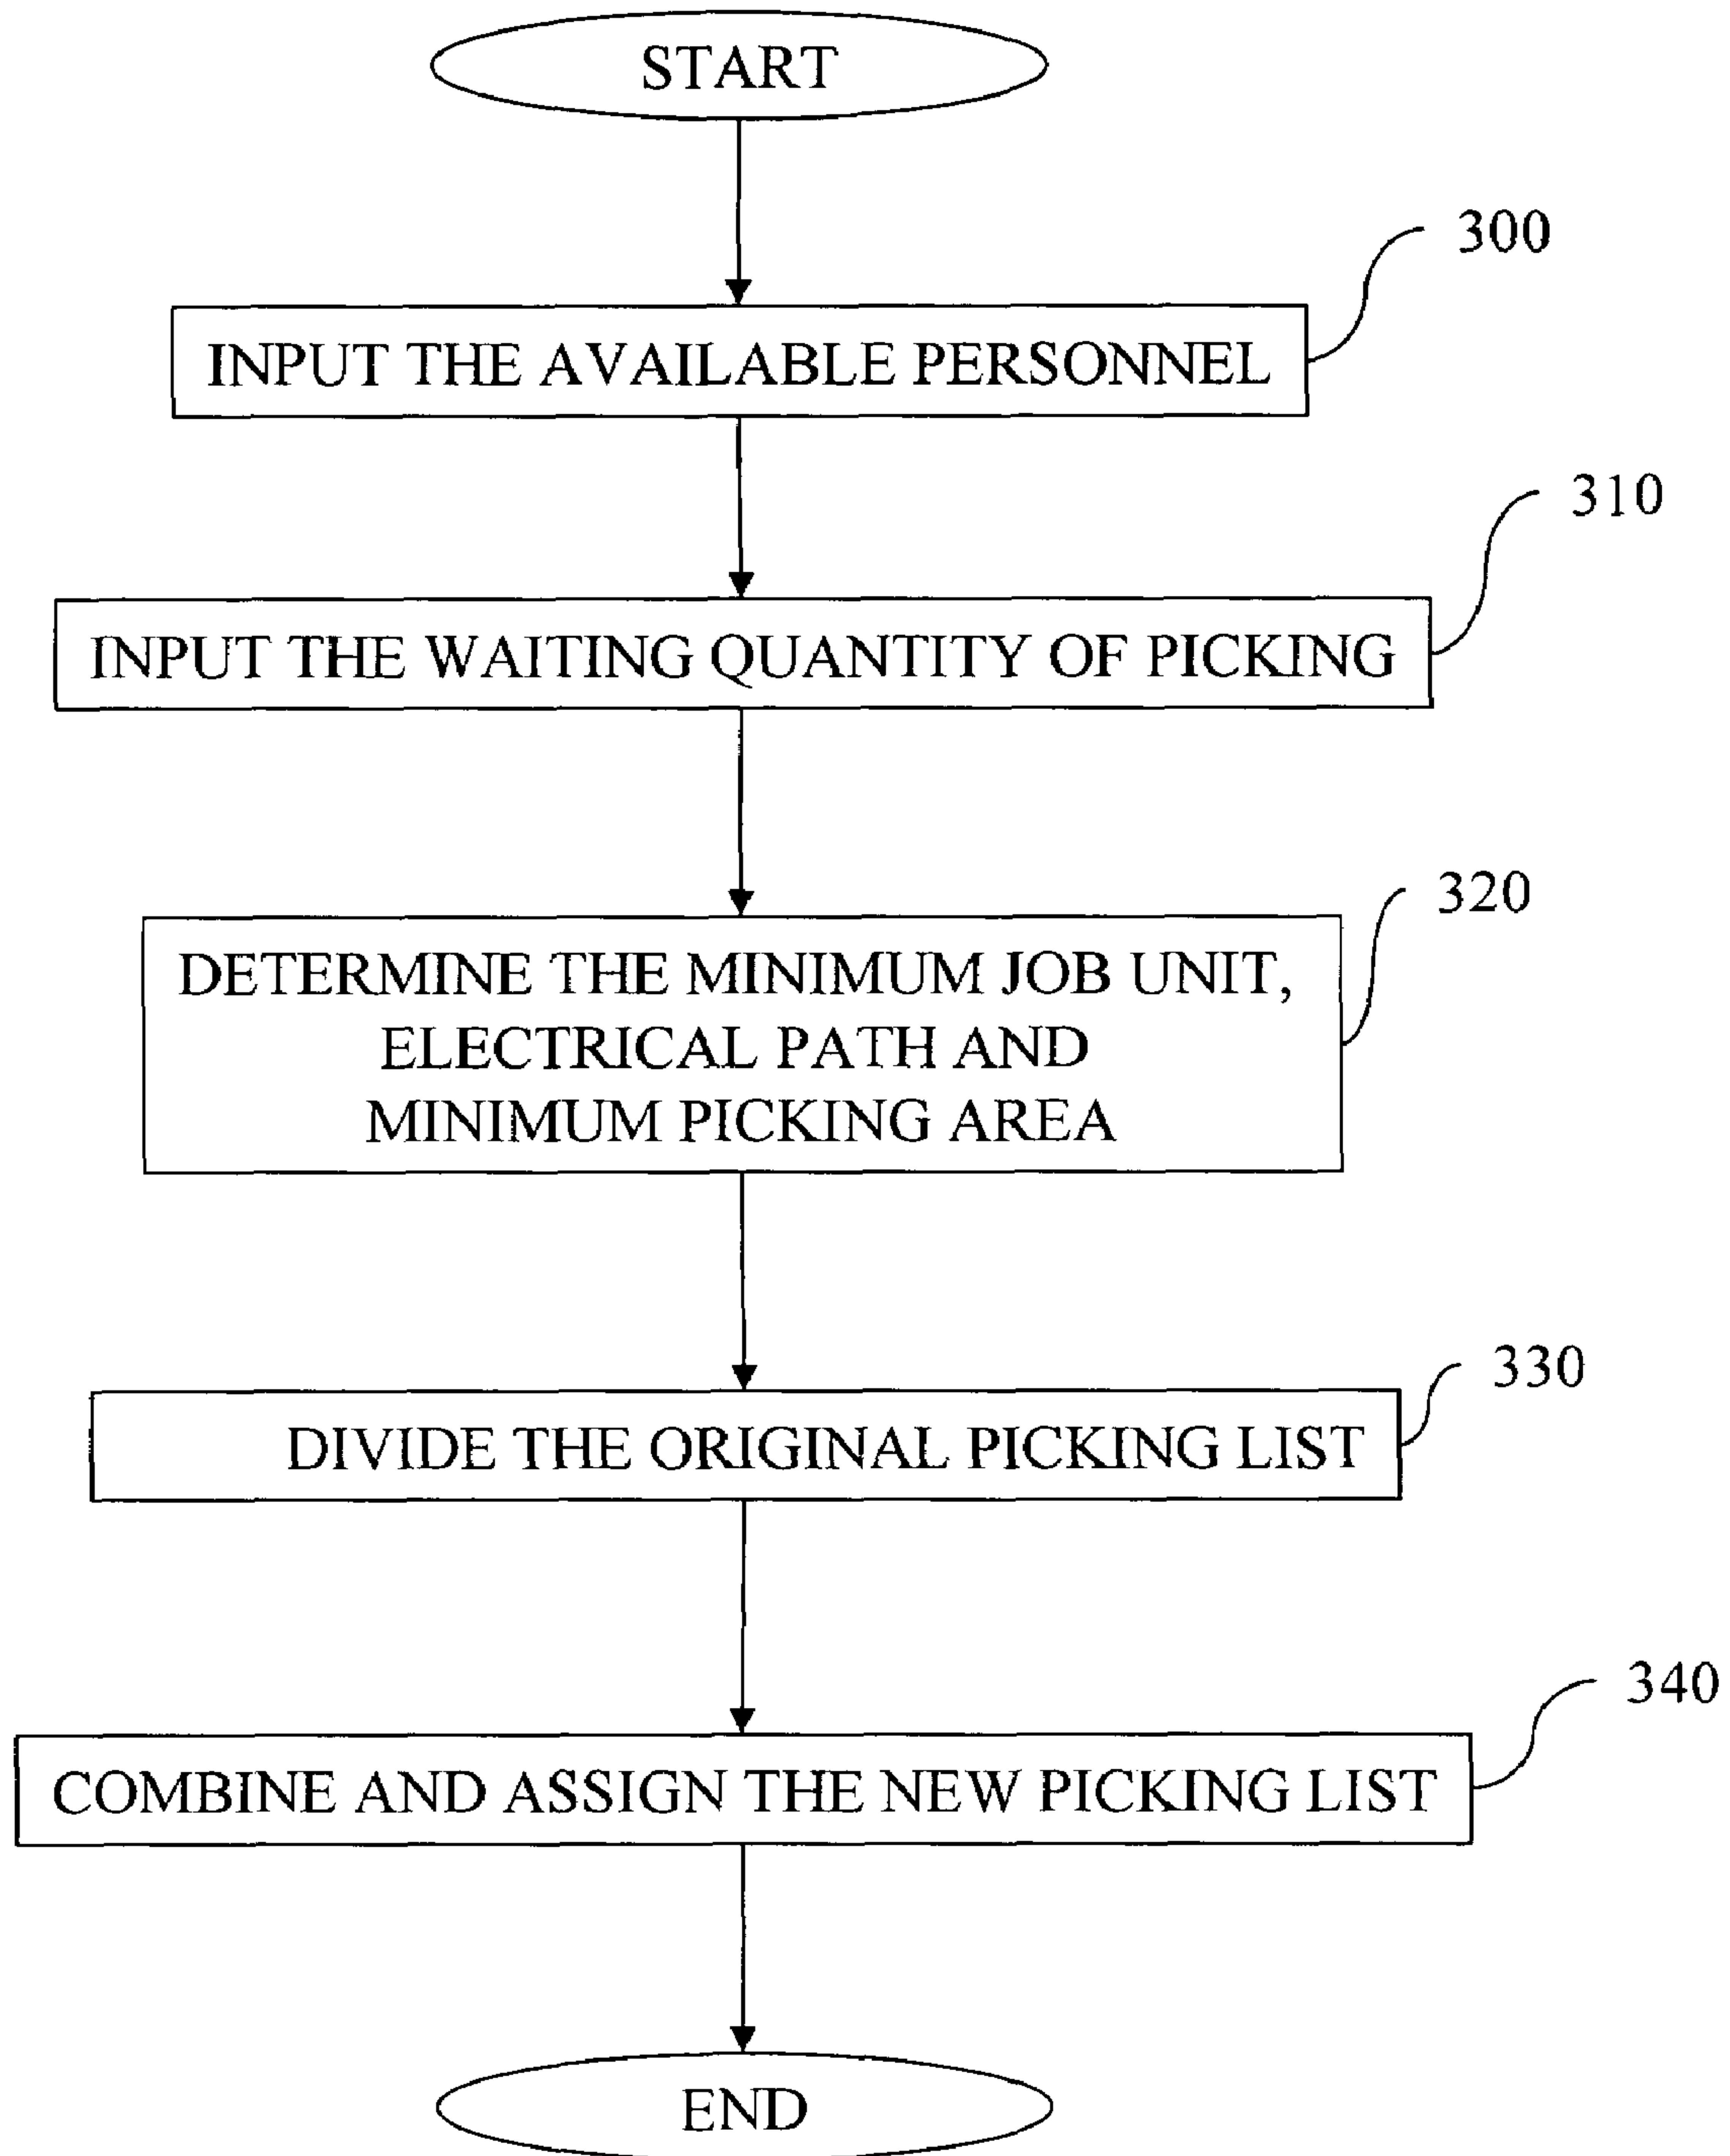 START
300
INPUT THE AVAILABLE PERSONNEL
310
INPUT THE WAITING QUANTITY OF PICKING
320
DETERMINE THE MINIMUM JOB UNIT,
ELECTRICAL PATH AND
MINIMUM PICKING AREA
330
DIVIDE THE ORIGINAL PICKING LIST
340
COMBINE AND ASSIGN THE NEW PICKING LIST
END